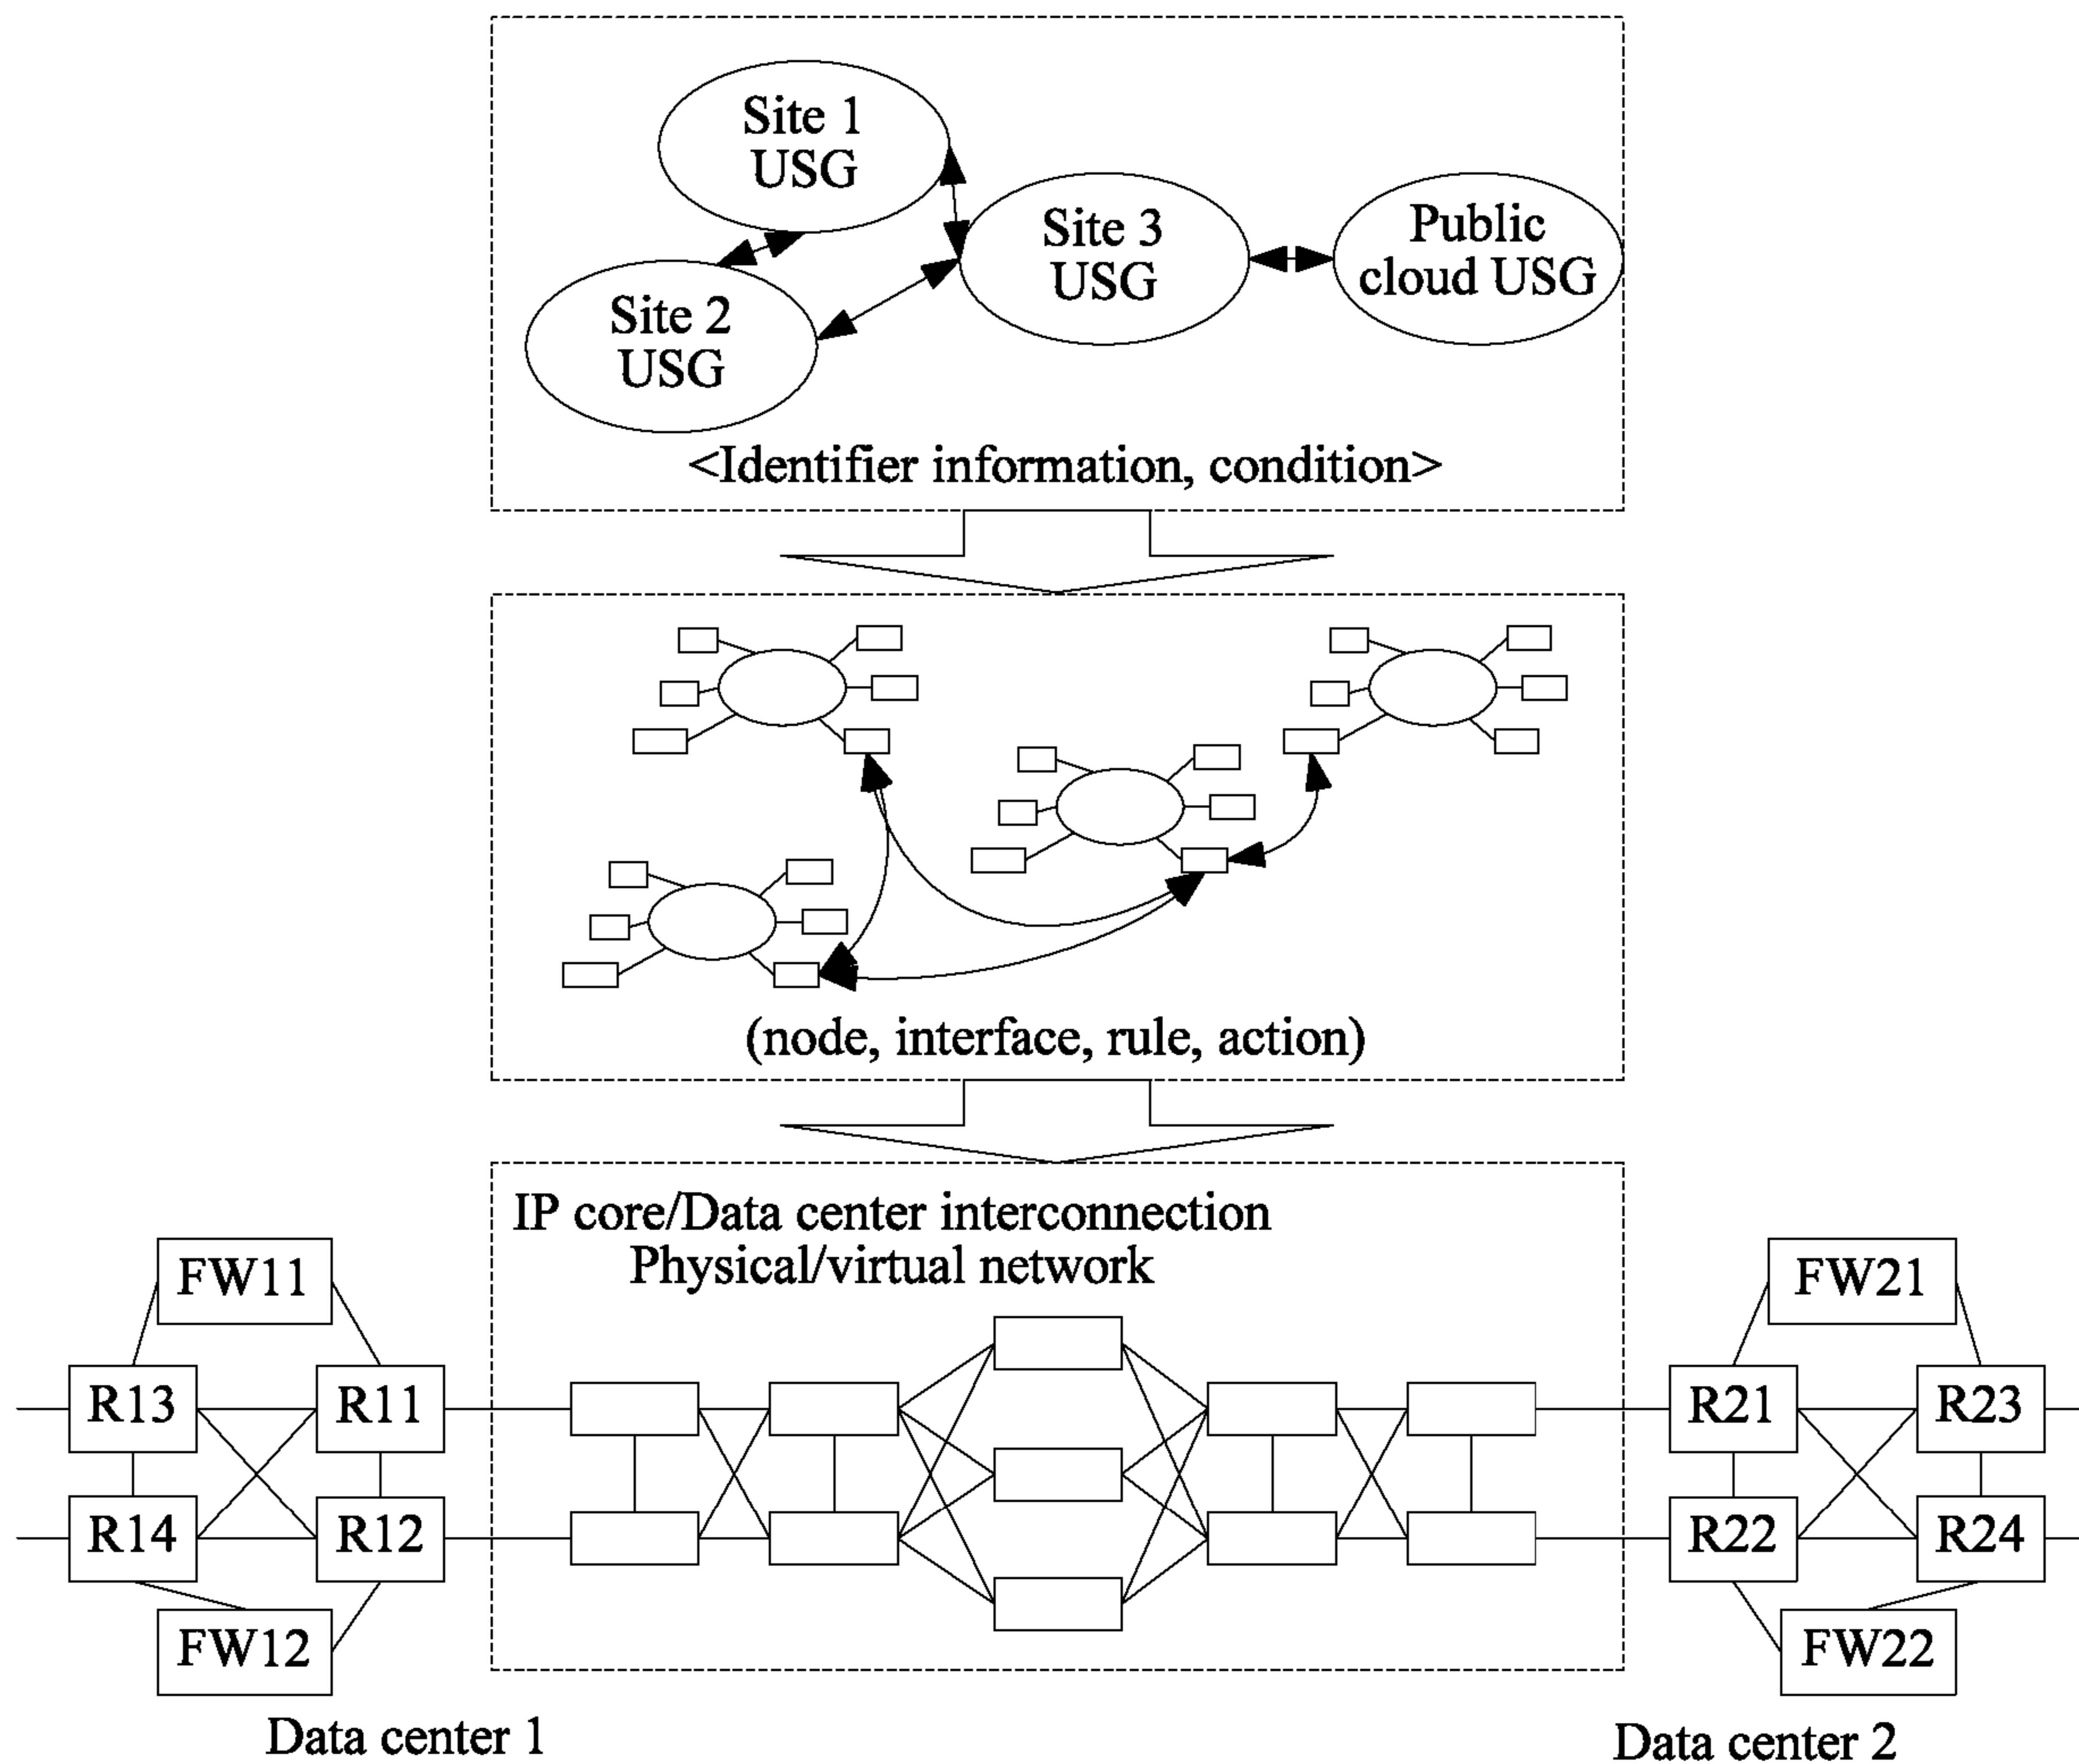 Site 1
USG
Site 2
USG
Site 3
USG
Public
cloud USG
<Identifier information, condition>
(node, interface, rule, action)
IP core/Data center interconnection
Physical/virtual network
FW11
R13
R11
R14
R12
FW12
Data center 1
FW21
R21
R23
R22
R24
FW22
Data center 2